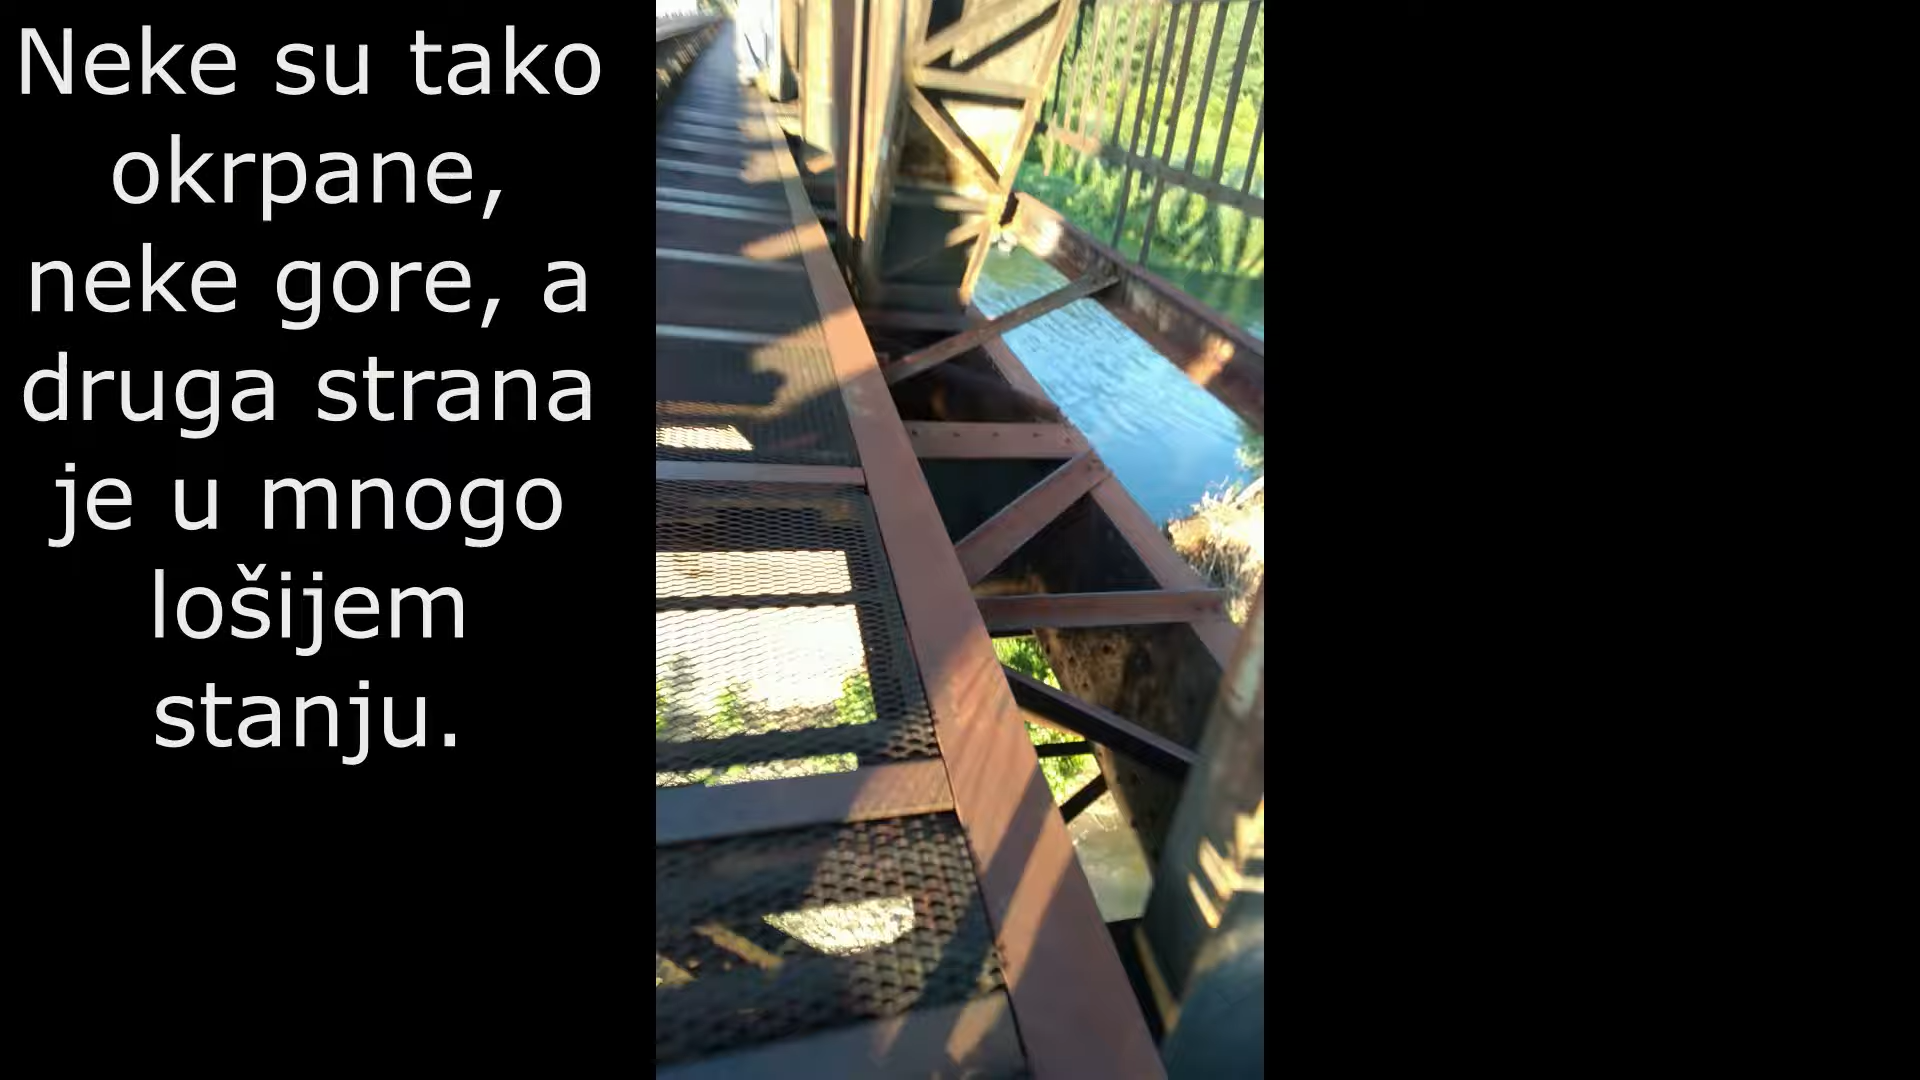 Neke su tako
okrpane,
neke gore, a
druga strana
je u mnogo
lošijem
stanju.